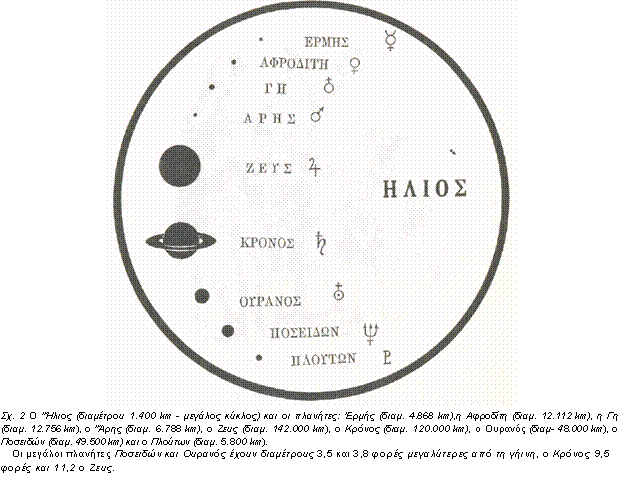 ΕΡΜΗΣ ☿
ΑΦΡΟΔΙΤΗ ♀
ΓΗ ♁
ΑΡΗΣ ♂
ΖΕΥΣ ♃
ΗΛΙΟΣ
ΚΡΟΝΟΣ ♄
ΟΥΡΑΝΟΣ ⛢
ΠΟΣΕΙΔΩΝ ♆
ΠΛΟΥΤΩΝ ♇
Σχ. 2 Ο "Ήλιος (διαμέτρου 1.400 km - μεγάλος κύκλος) και οι πλανήτες: Έρμής (διαμ. 4.868 km),η Αφροδίτη (διαμ. 12.112 km), η Γη
(διαμ. 12.756 km), ο "Άρης (διαμ. 6.788 km), ο Ζευς (διαμ. 142.000 km), ο Κρόνος (διαμ. 120.000 km), ο Ουρανός (διαμ- 48.000 km), ο
Ποσειδών (διαμ. 49.500 km) και ο Πλούτων (διαμ. 5.800 km).
Οι μεγάλοι πλανήτες Ποσειδών και Ουρανός έχουν διαμέτρους 3,5 και 3,8 φορές μεγαλύτερες από τη γήινη, ο Κρόνος 9,5
φορές και 11,2 ο Ζευς.